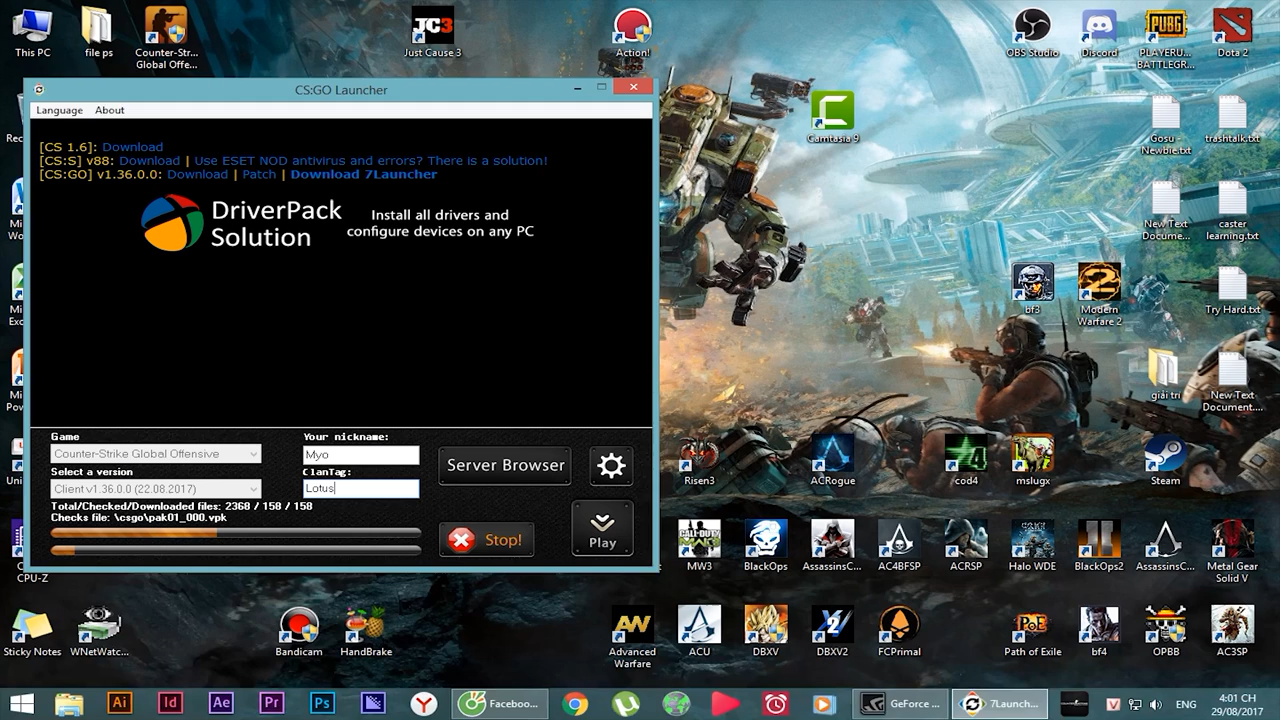 This PC
file ps
Counter-Str...
Global Offe...
Just Cause 3
Action!
OBS Studio
Discord
PLAYERU...
BATTLEGR...
Dota 2
CS:GO Launcher
Language
About
[CS 1.6]: Download
[CS:S] v88: Download | Use ESET NOD antivirus and errors? There is a solution!
[CS:GO] v1.36.0.0: Download | Patch | Download 7Launcher
DriverPack
Solution
Install all drivers and
configure devices on any PC
Game
Counter-Strike Global Offensive
Select a version
Client v1.36.0.0 (22.08.2017)
Your nickname:
Myo
ClanTag:
Lotus
Total/Checked/Downloaded files: 2368 / 158 / 158
Checks file: \csgo\pak01_000.vpk
Server Browser
Stop!
Play
Camtasia 9
Gosu -
Newbie.txt
trashtalk.txt
New Text
Docume...
caster
learning.txt
bf3
Modern
Warfare 2
Try Hard.txt
giải trí
New Text
Document....
Risen3
ACRogue
cod4
mslugx
Steam
CPU-Z
MW3
BlackOps
AssassinsC...
AC4BFSP
ACRSP
Halo WDE
BlackOps2
AssassinsC...
Metal Gear
Solid V
Sticky Notes
WNetWatc...
Bandicam
HandBrake
Advanced
Warfare
ACU
DBXV
DBXV2
FCPrimal
Path of Exile
bf4
OPBB
AC3SP
Faceboo...
GeForce ...
7Launch...
ENG
4:01 CH
29/08/2017